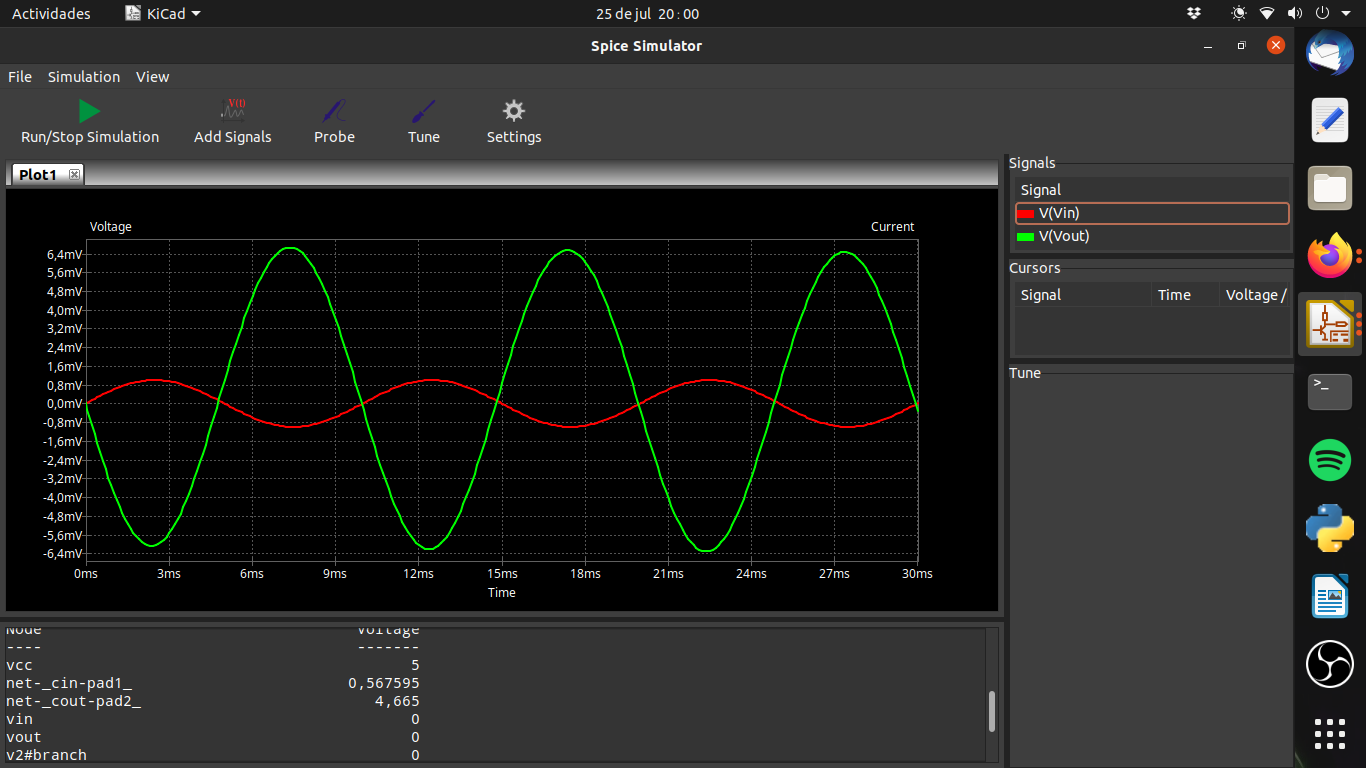 Actividades KiCad 25 de jul 20:00
Spice Simulator
File Simulation View
Run/Stop Simulation Add Signals Probe Tune Settings
Plot1
Voltage Current
6,4mV
5,6mV
4,8mV
4,0mV
3,2mV
2,4mV
1,6mV
0,8mV
0,0mV
-0,8mV
-1,6mV
-2,4mV
-3,2mV
-4,0mV
-4,8mV
-5,6mV
-6,4mV
0ms 3ms 6ms 9ms 12ms 15ms 18ms 21ms 24ms 27ms 30ms
Time
Signals
Signal
V(Vin)
V(Vout)
Cursors
Signal Time Voltage /
Tune
Node Voltage
---- -------
vcc 5
net-_cin-pad1_ 0,567595
net-_cout-pad2_ 4,665
vin 0
vout 0
v2#branch 0